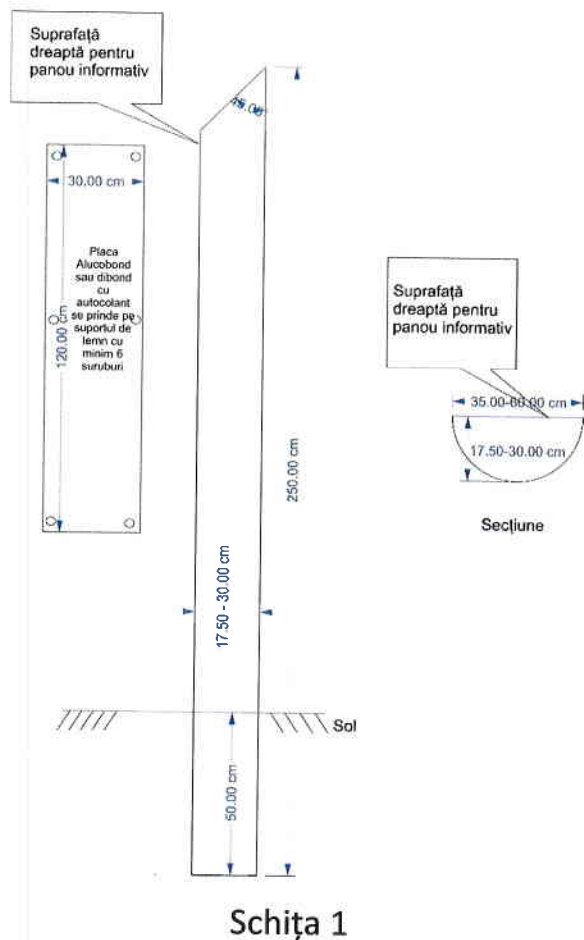 Suprafață
dreaptă pentru
panou informativ
45.00°
30.00 cm
Placa
Alucobond
sau dibond
cu
autocolant
se prinde pe
suportul de
lemn cu
minim 6
suruburi
120.00 cm
250.00 cm
17.50 - 30.00 cm
Sol
50.00 cm
Suprafață
dreaptă pentru
panou informativ
35.00-60.00 cm
17.50-30.00 cm
Secțiune
Schița 1